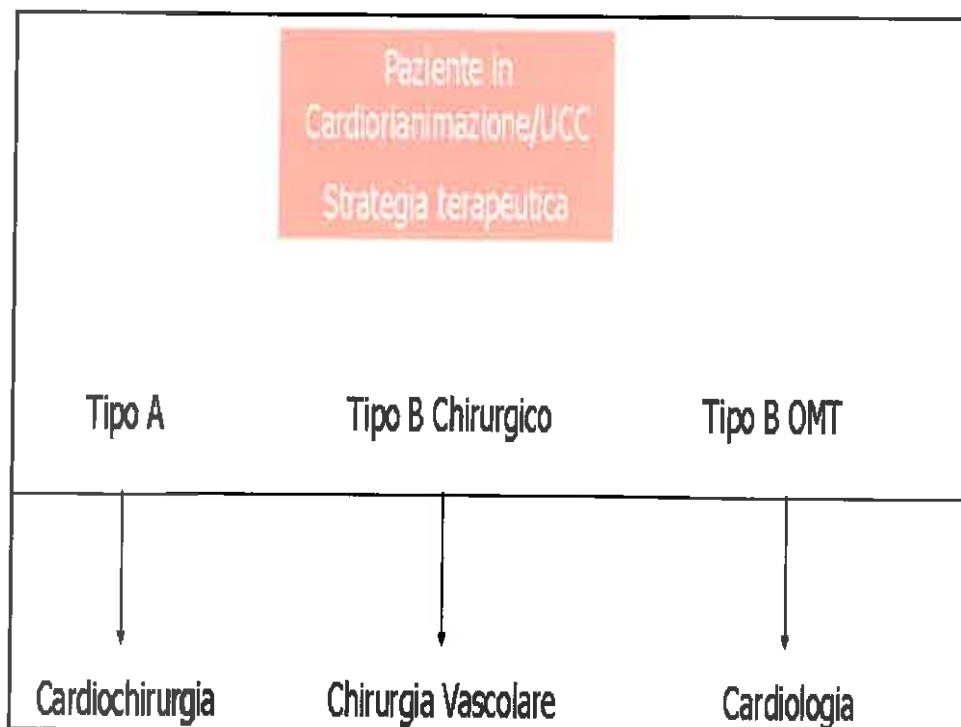 Paziente in
Cardiorianimazione/UCC
Strategia terapeutica
Tipo A
Tipo B Chirurgico
Tipo B OMT
Cardiochirurgia
Chirurgia Vascolare
Cardiologia